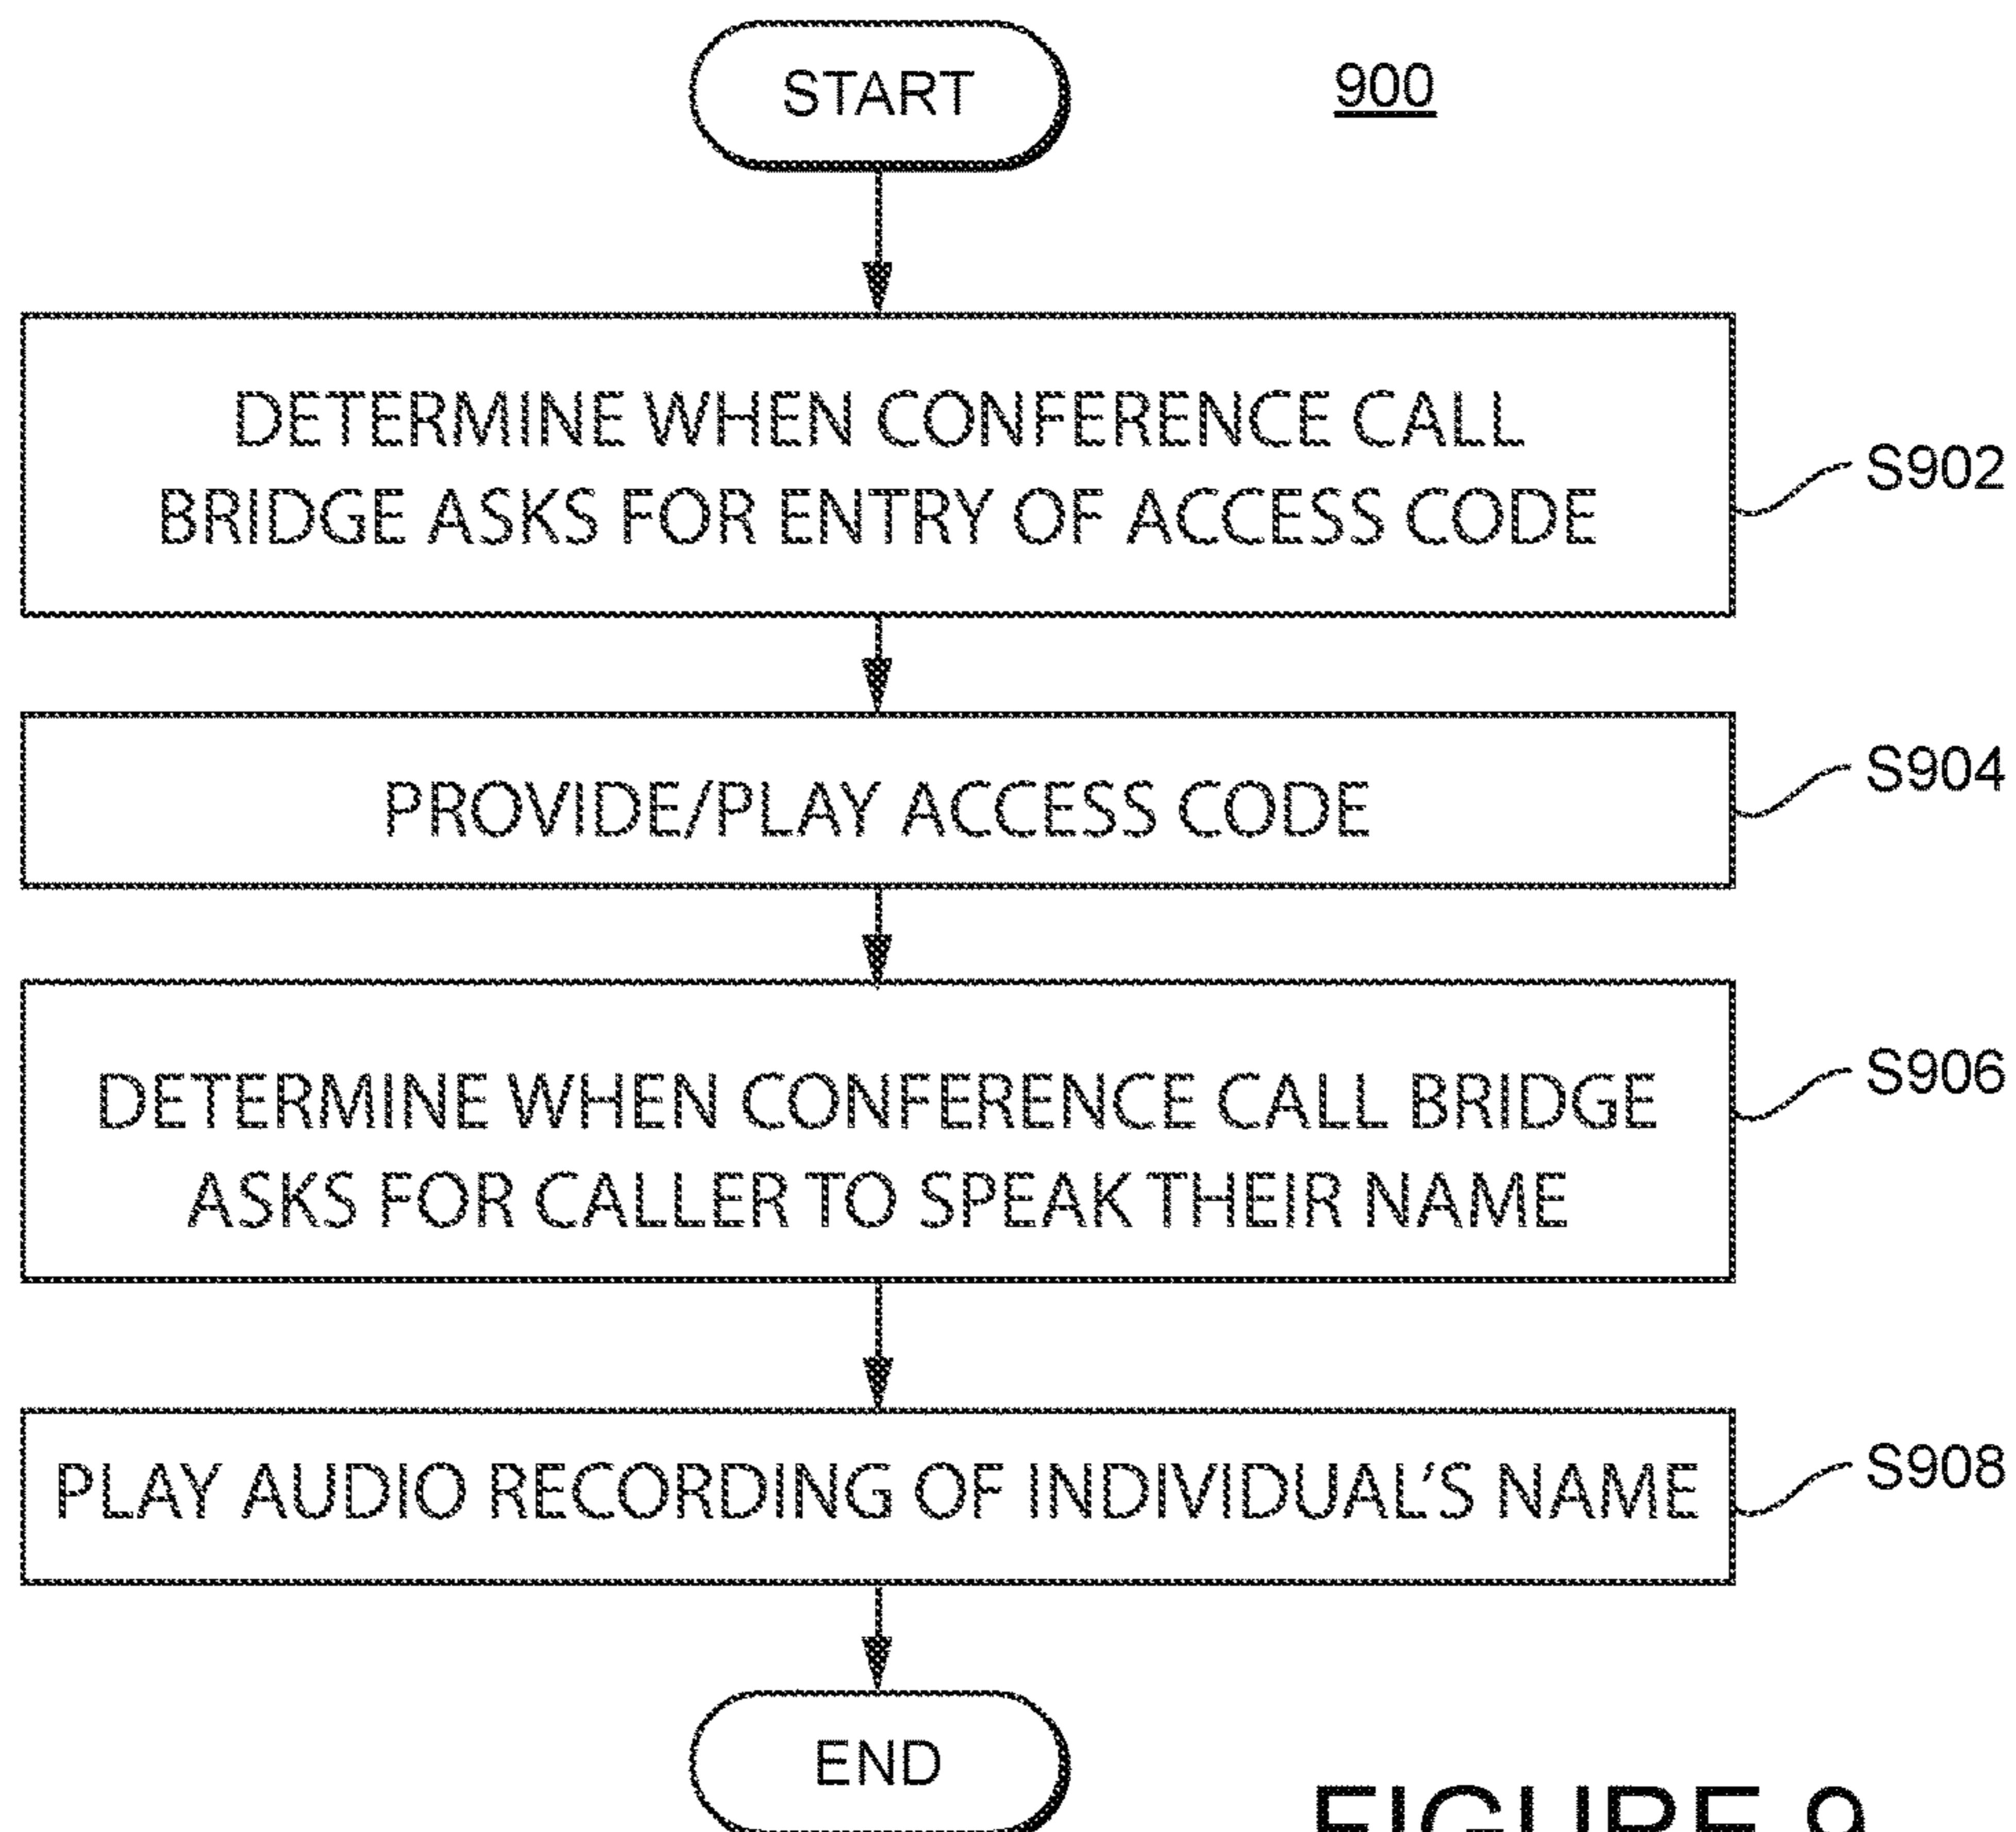 START
900
DETERMINE WHEN CONFERENCE CALL
BRIDGE ASKS FOR ENTRY OF ACCESS CODE
S902
PROVIDE/PLAY ACCESS CODE
S904
DETERMINE WHEN CONFERENCE CALL BRIDGE
ASKS FOR CALLER TO SPEAK THEIR NAME
S906
PLAY AUDIO RECORDING OF INDIVIDUAL'S NAME
S908
END
FIGURE 9